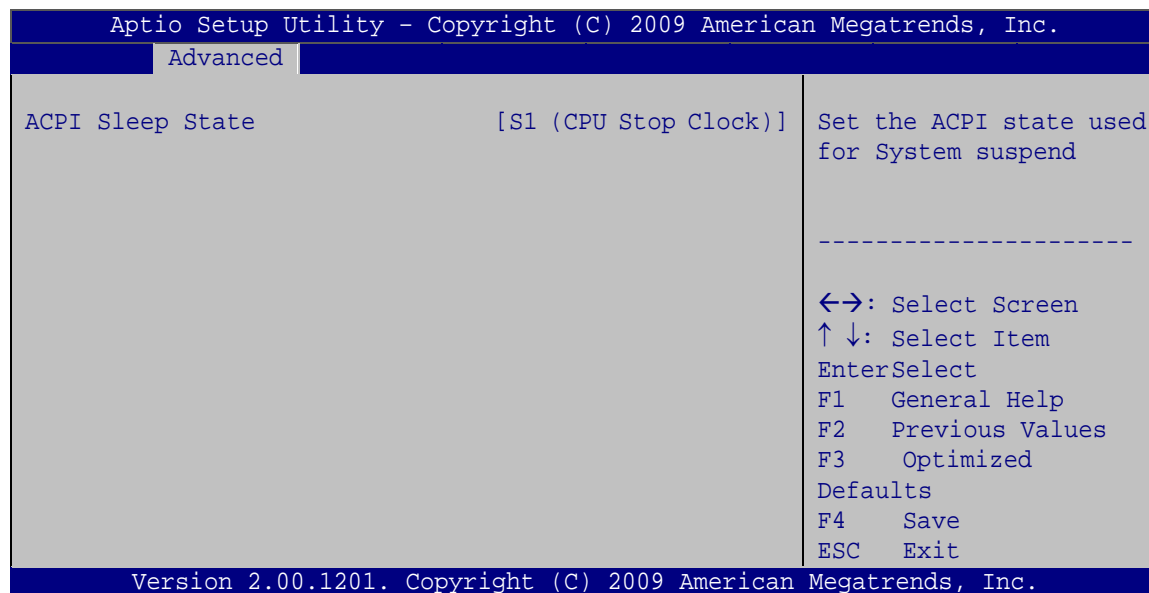 Aptio Setup Utility – Copyright (C) 2009 American Megatrends, Inc.
Advanced
ACPI Sleep State [S1 (CPU Stop Clock)]
Set the ACPI state used
for System suspend
----------------------
←→: Select Screen
↑ ↓: Select Item
EnterSelect
F1 General Help
F2 Previous Values
F3 Optimized
Defaults
F4 Save
ESC Exit
Version 2.00.1201. Copyright (C) 2009 American Megatrends, Inc.